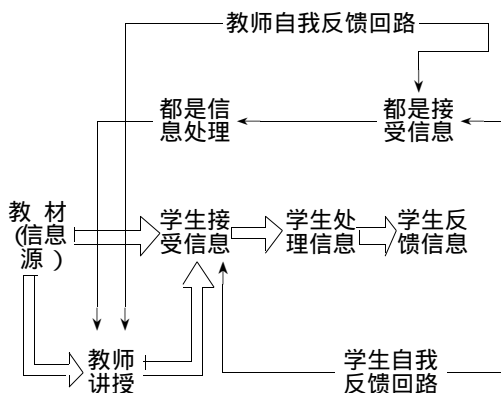 教师自我反馈回路
都是信
息处理
都是接
受信息
教 材
(信息
源 )
学生接
受信息
学生处
理信息
学生反
馈信息
教师
讲授
学生自我
反馈回路